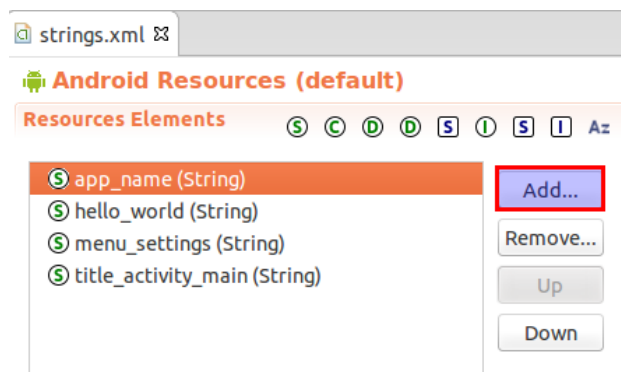 strings.xml
Android Resources (default)
Resources Elements S C D D S I S I Az
S app_name (String)
S hello_world (String)
S menu_settings (String)
S title_activity_main (String)
Add...
Remove...
Up
Down